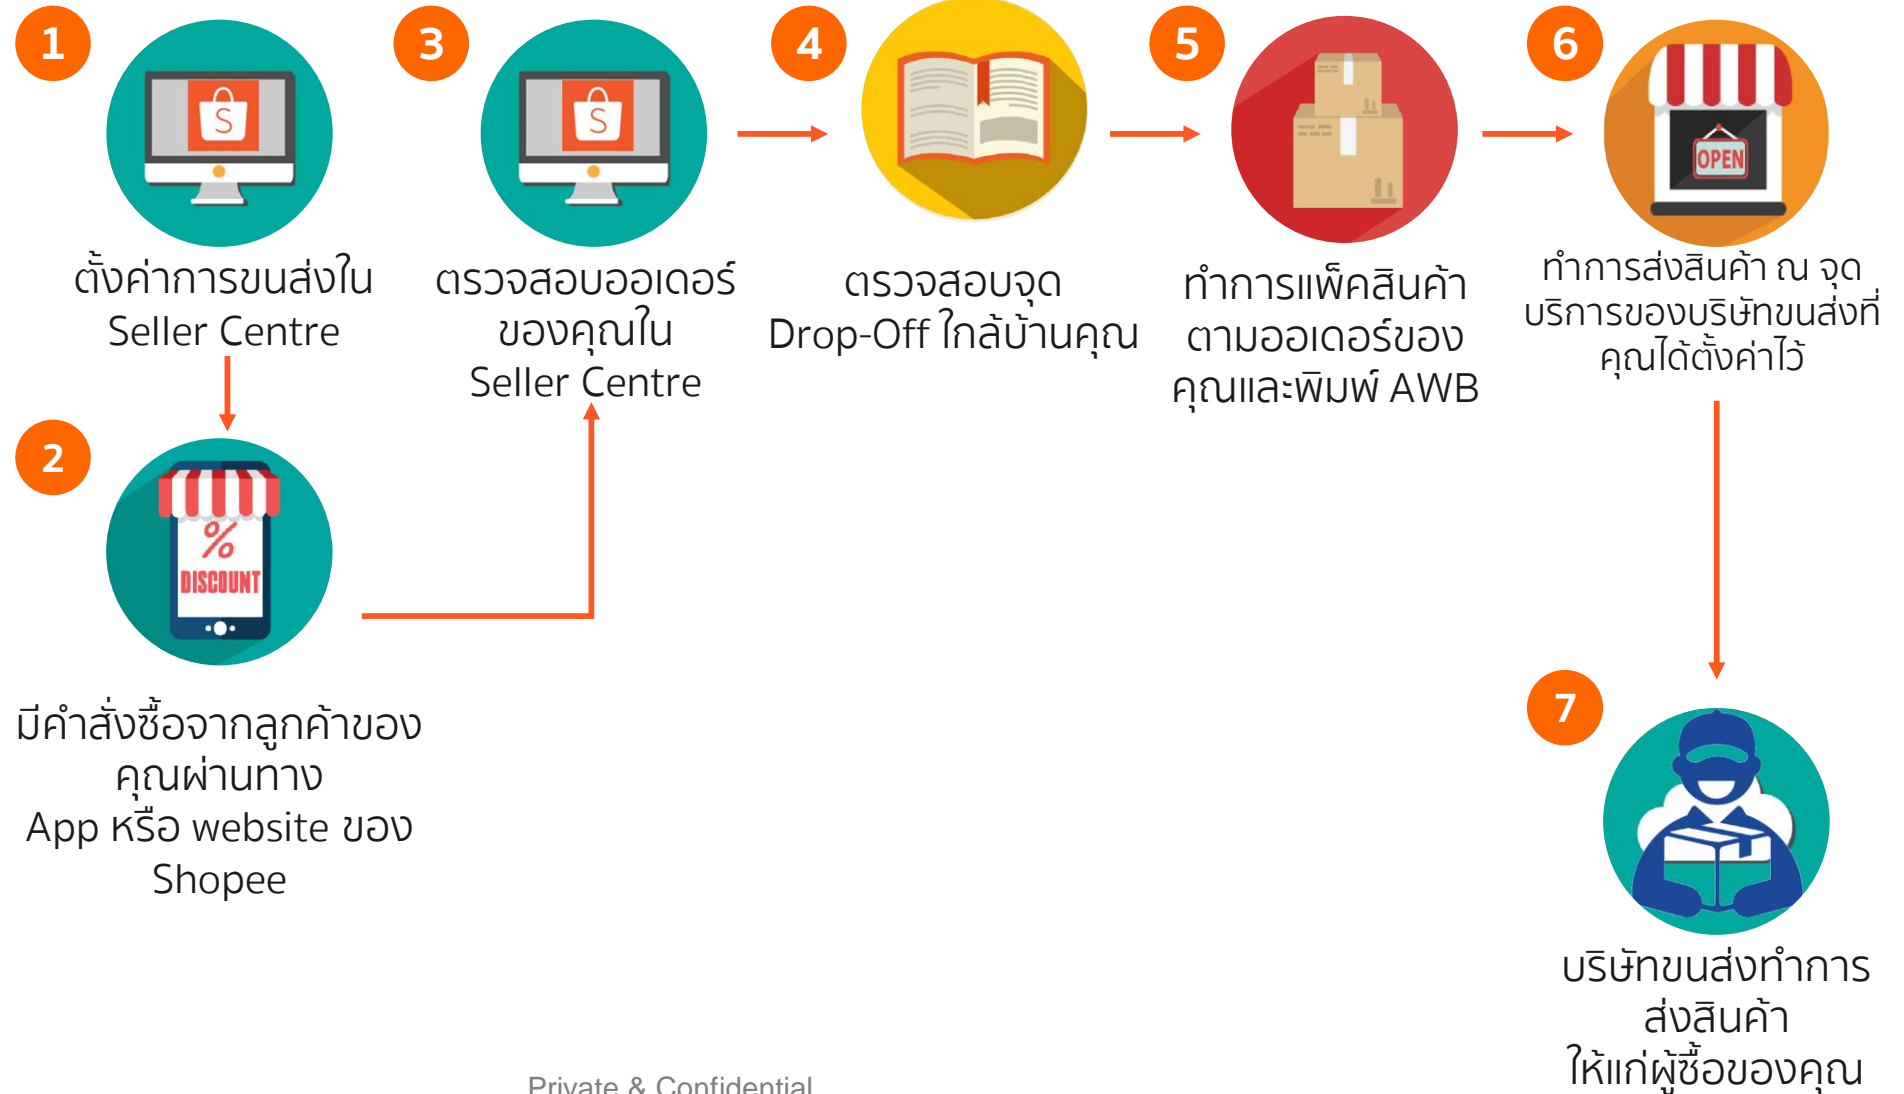 1
ตั้งค่าการขนส่งใน
Seller Centre
2
% 
DISCOUNT
มีคำสั่งซื้อจากลูกค้าของ
คุณผ่านทาง
App หรือ website ของ
Shopee
3
S
ตรวจสอบออเดอร์
ของคุณใน
Seller Centre
4
ตรวจสอบจุด
Drop-Off ใกล้บ้านคุณ
5
ทำการแพ็คสินค้า
ตามออเดอร์ของ
คุณและพิมพ์ AWB
6
OPEN
ทำการส่งสินค้า ณ จุด
บริการของบริษัทขนส่งที่
คุณได้ตั้งค่าไว้
7
บริษัทขนส่งทำการ
ส่งสินค้า
ให้แก่ผู้ซื้อของคุณ
Private & Confidential